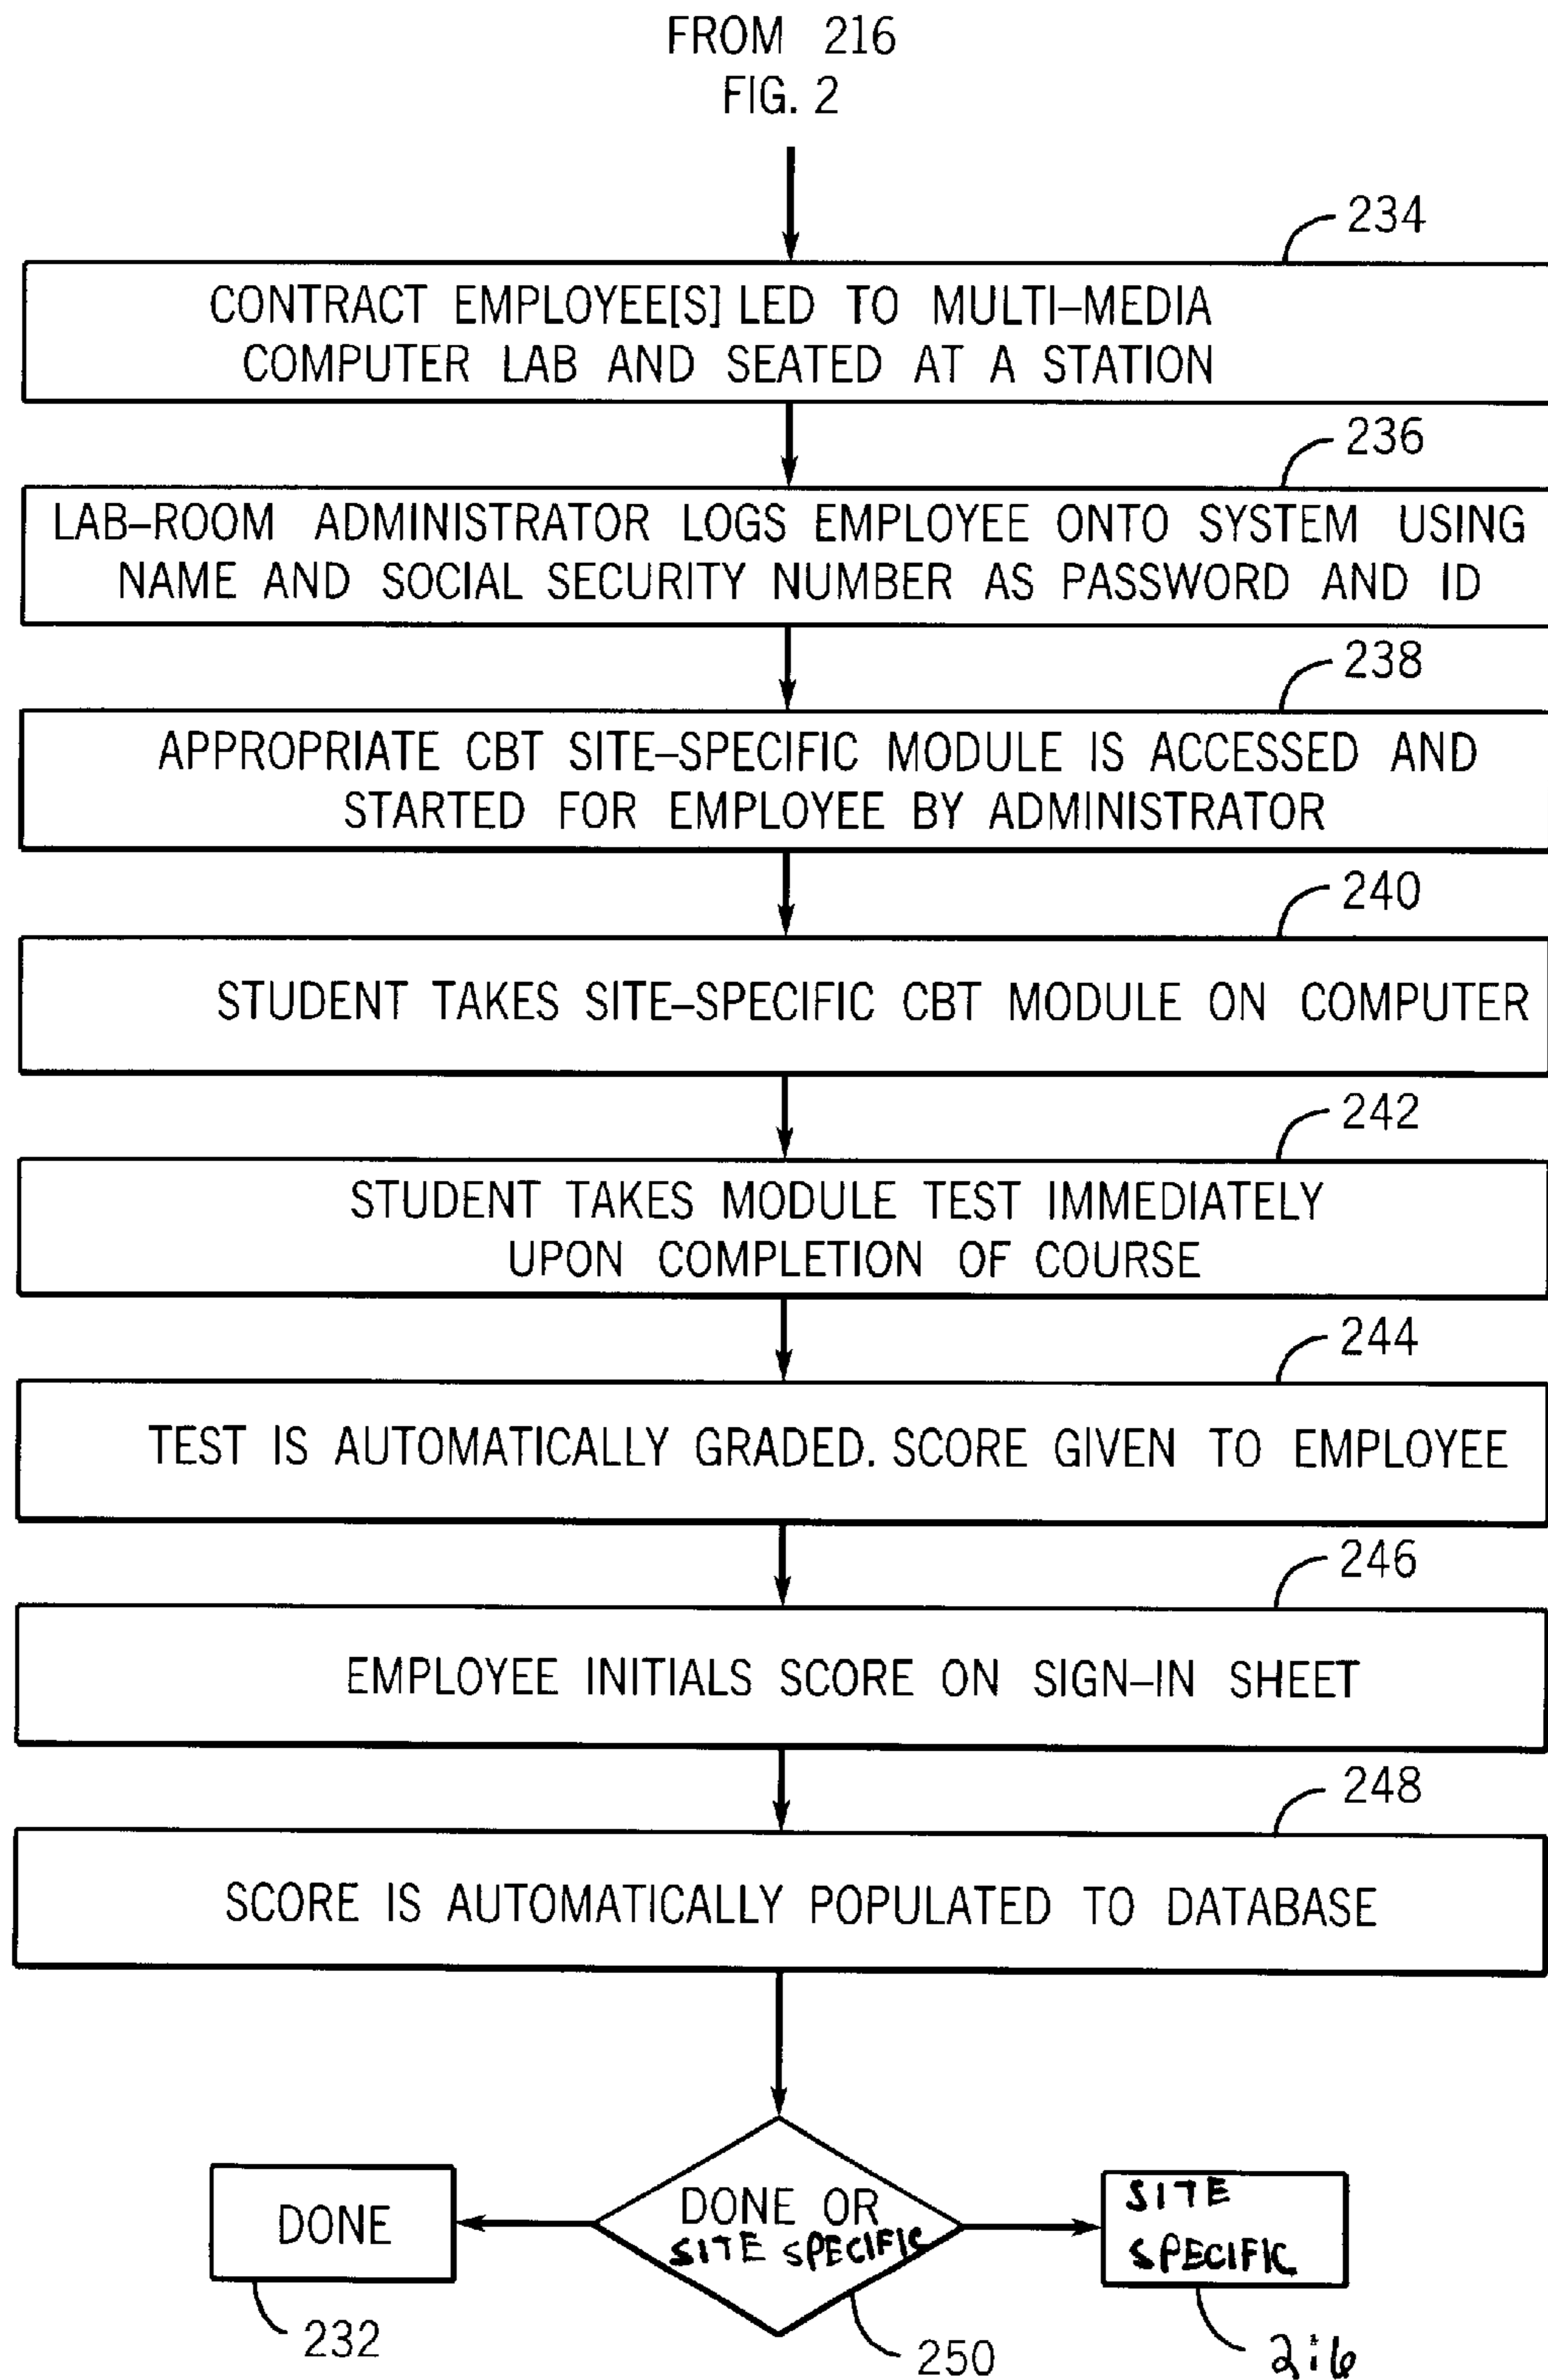 FROM 216
FIG. 2
234
CONTRACT EMPLOYEE[S] LED TO MULTI–MEDIA
COMPUTER LAB AND SEATED AT A STATION
236
LAB–ROOM ADMINISTRATOR LOGS EMPLOYEE ONTO SYSTEM USING
NAME AND SOCIAL SECURITY NUMBER AS PASSWORD AND ID
238
APPROPRIATE CBT SITE–SPECIFIC MODULE IS ACCESSED AND
STARTED FOR EMPLOYEE BY ADMINISTRATOR
240
STUDENT TAKES SITE–SPECIFIC CBT MODULE ON COMPUTER
242
STUDENT TAKES MODULE TEST IMMEDIATELY
UPON COMPLETION OF COURSE
244
TEST IS AUTOMATICALLY GRADED. SCORE GIVEN TO EMPLOYEE
246
EMPLOYEE INITIALS SCORE ON SIGN–IN SHEET
248
SCORE IS AUTOMATICALLY POPULATED TO DATABASE
DONE
DONE OR
SITE SPECIFIC
SITE
SPECIFIC
232
250
216